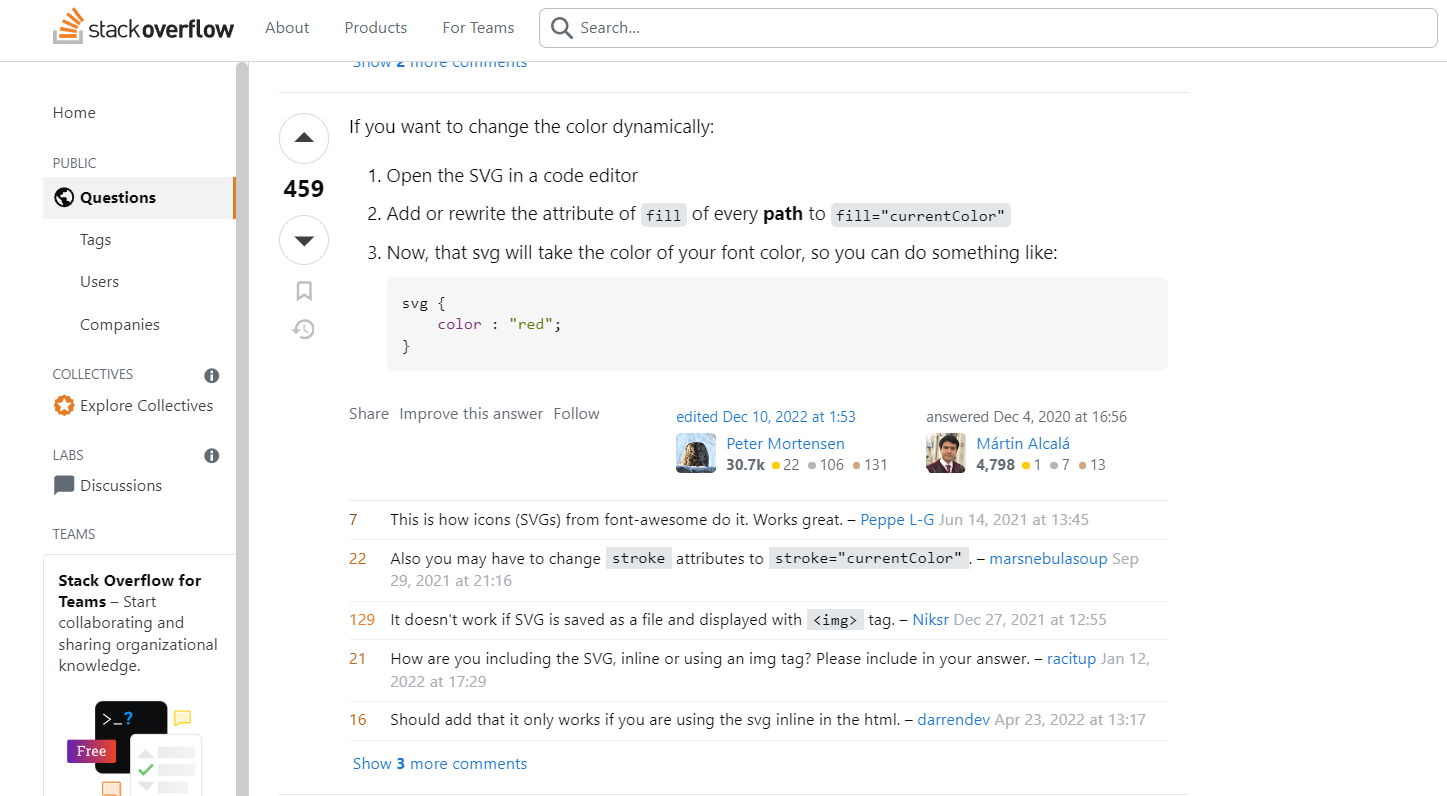 stack overflow
About
Products
For Teams
Search...
Show 2 more comments
Home
PUBLIC
Questions
Tags
Users
Companies
COLLECTIVES
Explore Collectives
LABS
Discussions
TEAMS
Stack Overflow for
Teams – Start
collaborating and
sharing organizational
knowledge.
>_?
Free
459
If you want to change the color dynamically:
1. Open the SVG in a code editor
2. Add or rewrite the attribute of fill of every path to fill="currentColor"
3. Now, that svg will take the color of your font color, so you can do something like:
svg {
    color : "red";
}
Share Improve this answer Follow
edited Dec 10, 2022 at 1:53
Peter Mortensen
30.7k 22 106 131
answered Dec 4, 2020 at 16:56
Mártin Alcalá
4,798 1 7 13
7 This is how icons (SVGs) from font-awesome do it. Works great. – Peppe L-G Jun 14, 2021 at 13:45
22 Also you may have to change stroke attributes to stroke="currentColor". – marsnebulasoup Sep
29, 2021 at 21:16
129 It doesn't work if SVG is saved as a file and displayed with <img> tag. – Niksr Dec 27, 2021 at 12:55
21 How are you including the SVG, inline or using an img tag? Please include in your answer. – racitup Jan 12,
2022 at 17:29
16 Should add that it only works if you are using the svg inline in the html. – darrendev Apr 23, 2022 at 13:17
Show 3 more comments